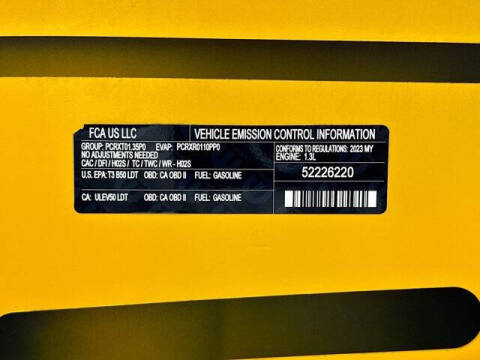 FCA US LLC VEHICLE EMISSION CONTROL INFORMATION
GROUP: PCRXT01.35P0 EVAP: PCRXR0110PP0 CONFORMS TO REGULATIONS: 2023 MY
NO ADJUSTMENTS NEEDED ENGINE: 1.3L
CAC / DFI / H02S / TC / TWC / WR - H02S
U.S. EPA: T3 B50 LDT OBD: CA OBD II FUEL: GASOLINE 52226220
CA: ULEV50 LDT OBD: CA OBD II FUEL: GASOLINE